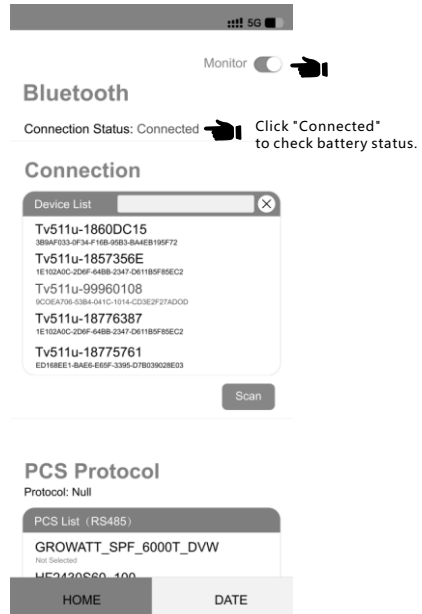 5G
Monitor
Bluetooth
Connection Status: Connected
Click "Connected"
to check battery status.
Connection
Device List
Tv511u-1860DC15
3B9AF033-0F34-F16B-95B3-BA4EB195F72
Tv511u-1857356E
1E102A0C-2D6F-64BB-2347-D611B5F85EC2
Tv511u-99960108
9COEA706-53B4-041C-1014-CD3E2F27ADOD
Tv511u-18776387
1E102A0C-2D6F-64BB-2347-D611B5F85EC2
Tv511u-18775761
ED168EE1-BAE6-E65F-3395-D7B039028E03
Scan
PCS Protocol
Protocol: Null
PCS List（RS485）
GROWATT_SPF_6000T_DVW
Not Selected
HF2430S60_100
HOME
DATE